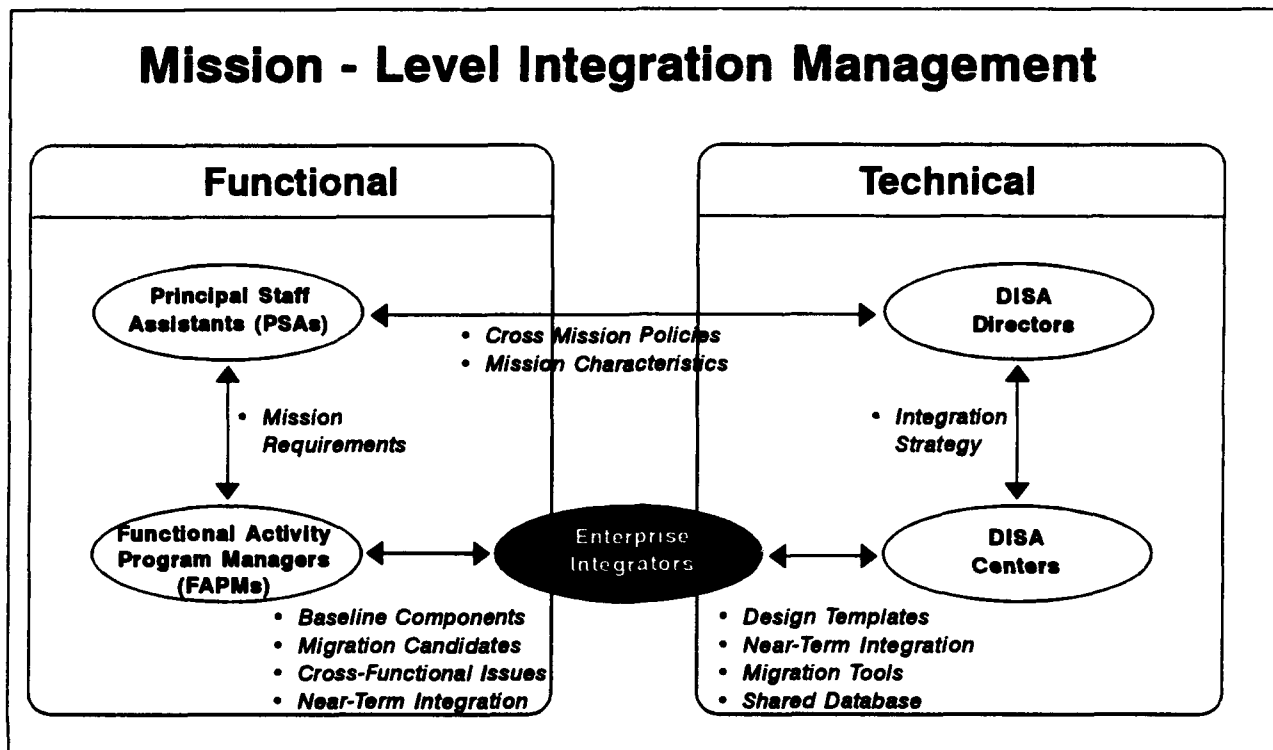 Mission - Level Integration Management
Functional
Technical
Principal Staff
Assistants (PSAs)
DISA
Directors
• Cross Mission Policies
• Mission Characteristics
• Mission
Requirements
• Integration
Strategy
Functional Activity
Program Managers
(FAPMs)
Enterprise
Integrators
DISA
Centers
• Baseline Components
• Migration Candidates
• Cross-Functional Issues
• Near-Term Integration
• Design Templates
• Near-Term Integration
• Migration Tools
• Shared Database